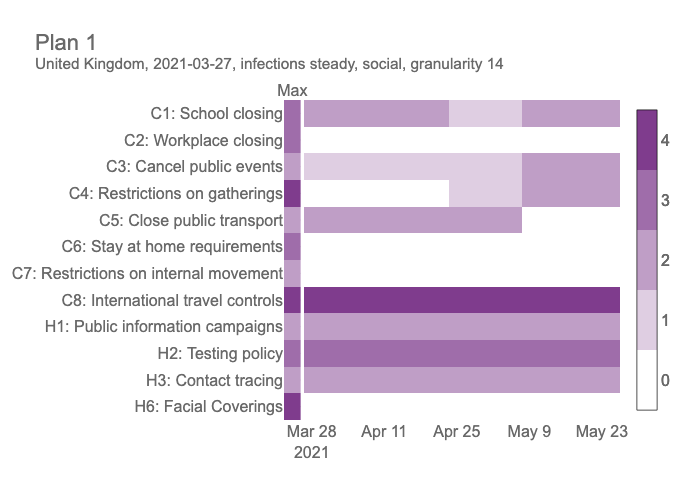 Plan 1
United Kingdom, 2021-03-27, infections steady, social, granularity 14
Max
C1: School closing
C2: Workplace closing
C3: Cancel public events
C4: Restrictions on gatherings
C5: Close public transport
C6: Stay at home requirements
C7: Restrictions on internal movement
C8: International travel controls
H1: Public information campaigns
H2: Testing policy
H3: Contact tracing
H6: Facial Coverings
4
3
2
1
0
Mar 28 Apr 11 Apr 25 May 9 May 23
2021